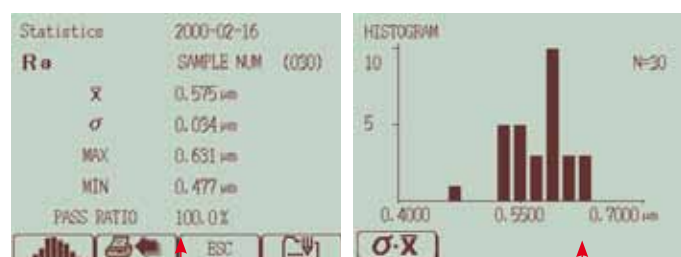 Statistics 2000-02-16
Ra SAMPLE NUM (030)
X̄ 0.575 μm
σ 0.034 μm
MAX 0.631 μm
MIN 0.477 μm
PASS RATIO 100.0%
ESC
HISTOGRAM
10 N=30
5
0.4000 0.5500 0.7000 μm
σ·X̄